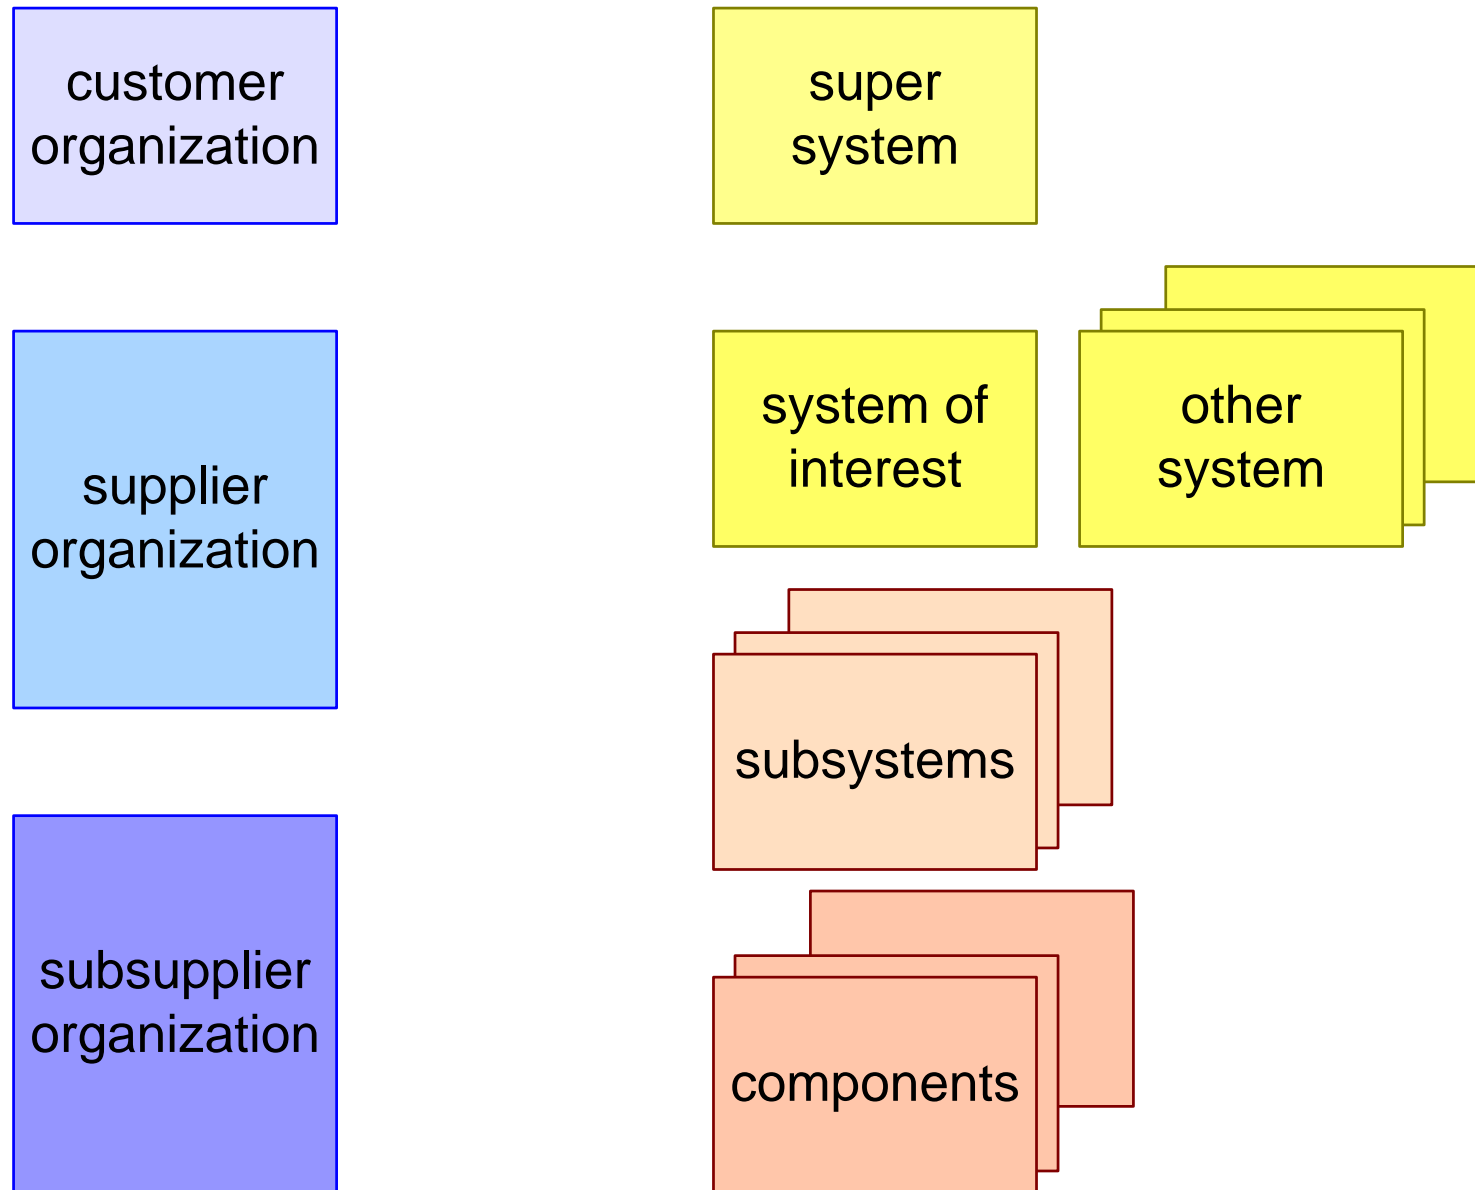 customer
organization
super
system
supplier
organization
system of
interest
other
system
subsystems
subsupplier
organization
components